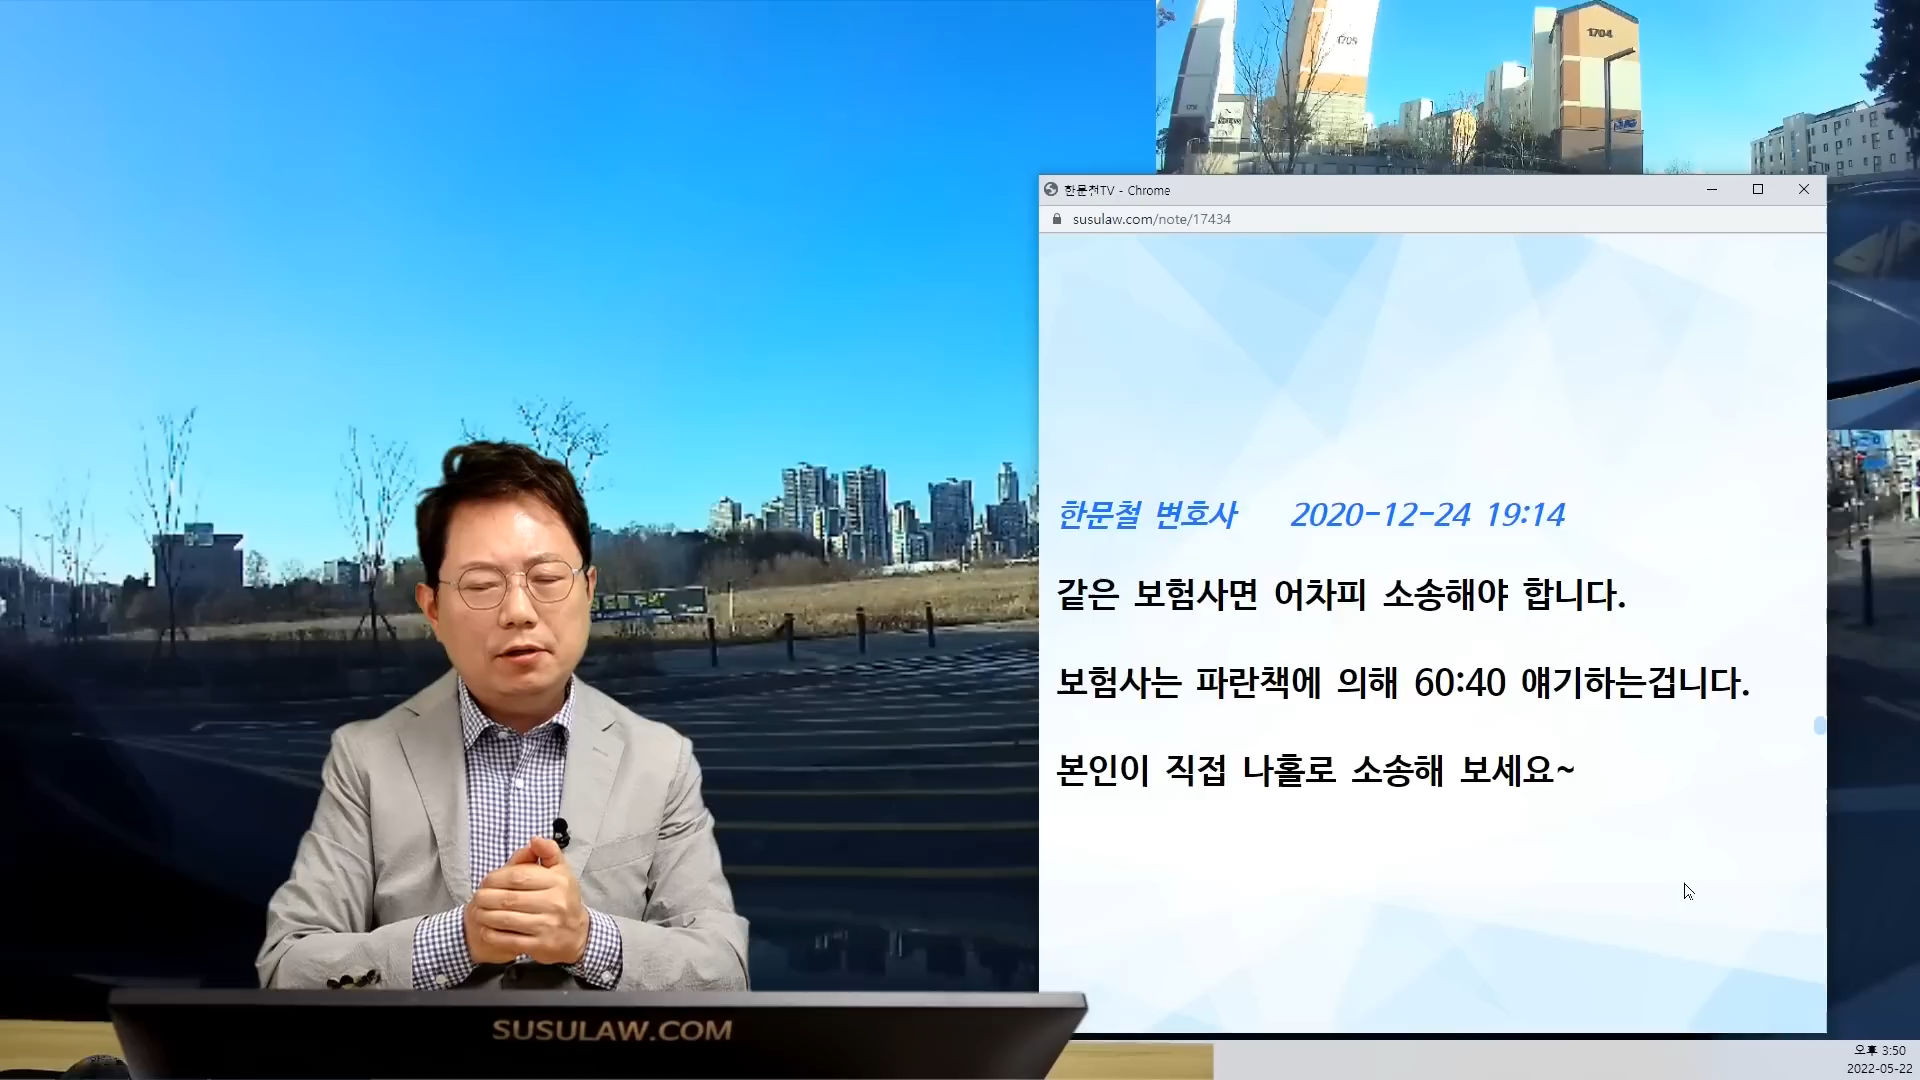 1705
1704
한문철TV - Chrome
susulaw.com/note/17434
한문철 변호사 2020-12-24 19:14
같은 보험사면 어차피 소송해야 합니다.
보험사는 파란책에 의해 60:40 얘기하는겁니다.
본인이 직접 나홀로 소송해 보세요~
SUSULAW.COM
오후 3:50
2022-05-22